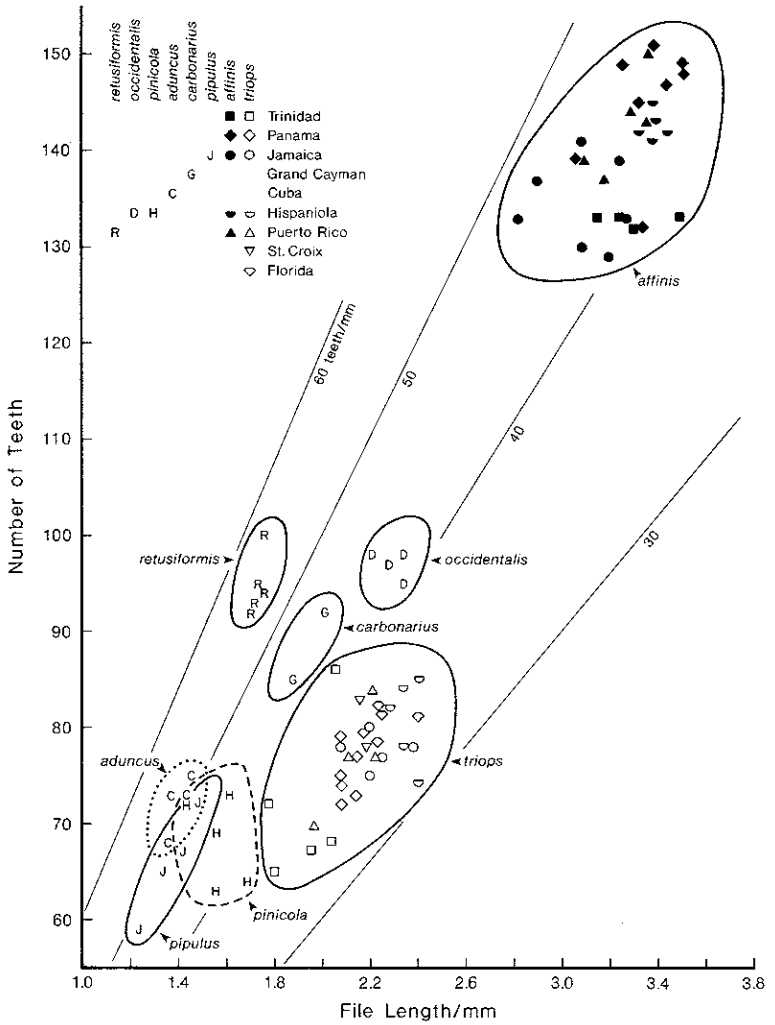 150
140
130
120
110
100
90
80
70
60
Number of Teeth
1.0 1.4 1.8 2.2 2.6 3.0 3.4 3.8
File Length/mm
retusiformis
occidentalis
pinicola
aduncus
carbonarius
pipulus
affinis
triops
Trinidad
Panama
J Jamaica
G Grand Cayman
C Cuba
D H Hispaniola
R Puerto Rico
St. Croix
Florida
affinis
60 teeth/mm
50
40
30
R
R
R
R
R
retusiformis
D D
D
D
occidentalis
G
G
carbonarius
aduncus
triops
C
C C
H J H
C J H
J
H H
J
pinicola
pipulus